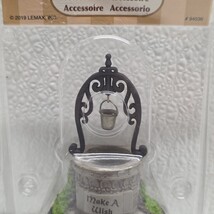 Accessoire Accessorio
© 2019 LEMAX, INC.
Make A
Wish